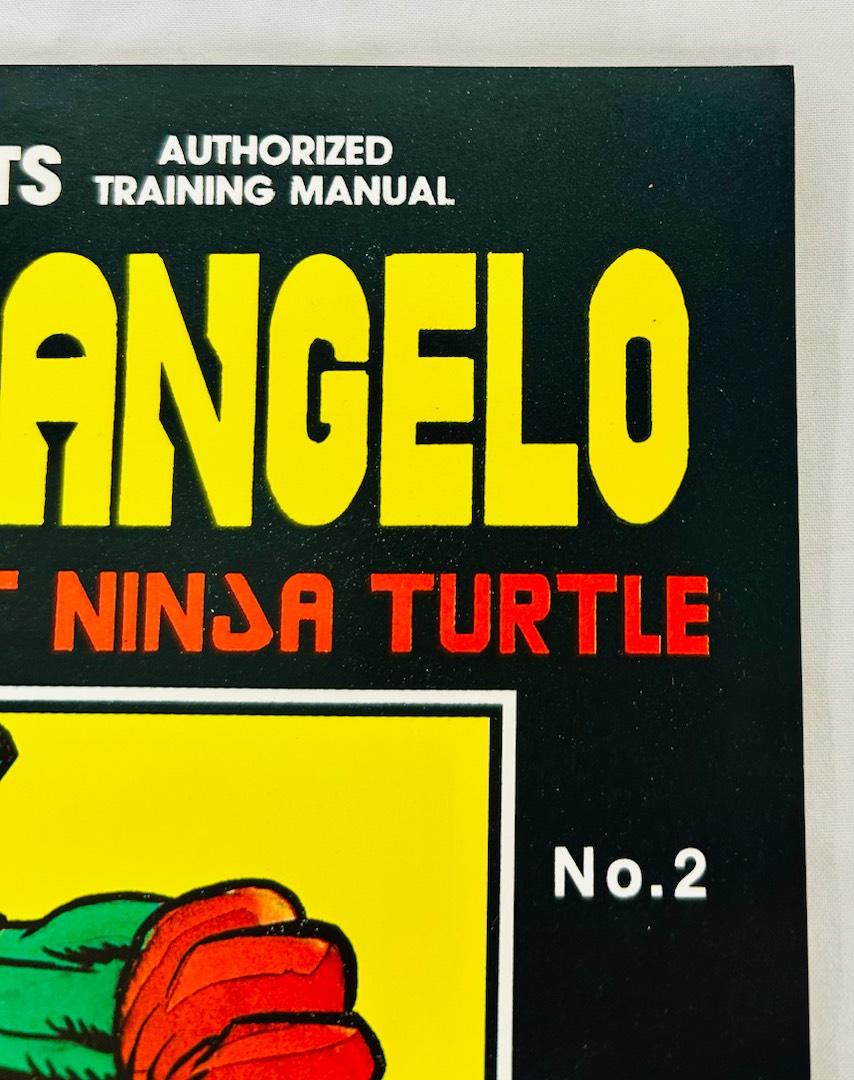 TS AUTHORIZED
TRAINING MANUAL
ANGELO
T NINJA TURTLE
No.2